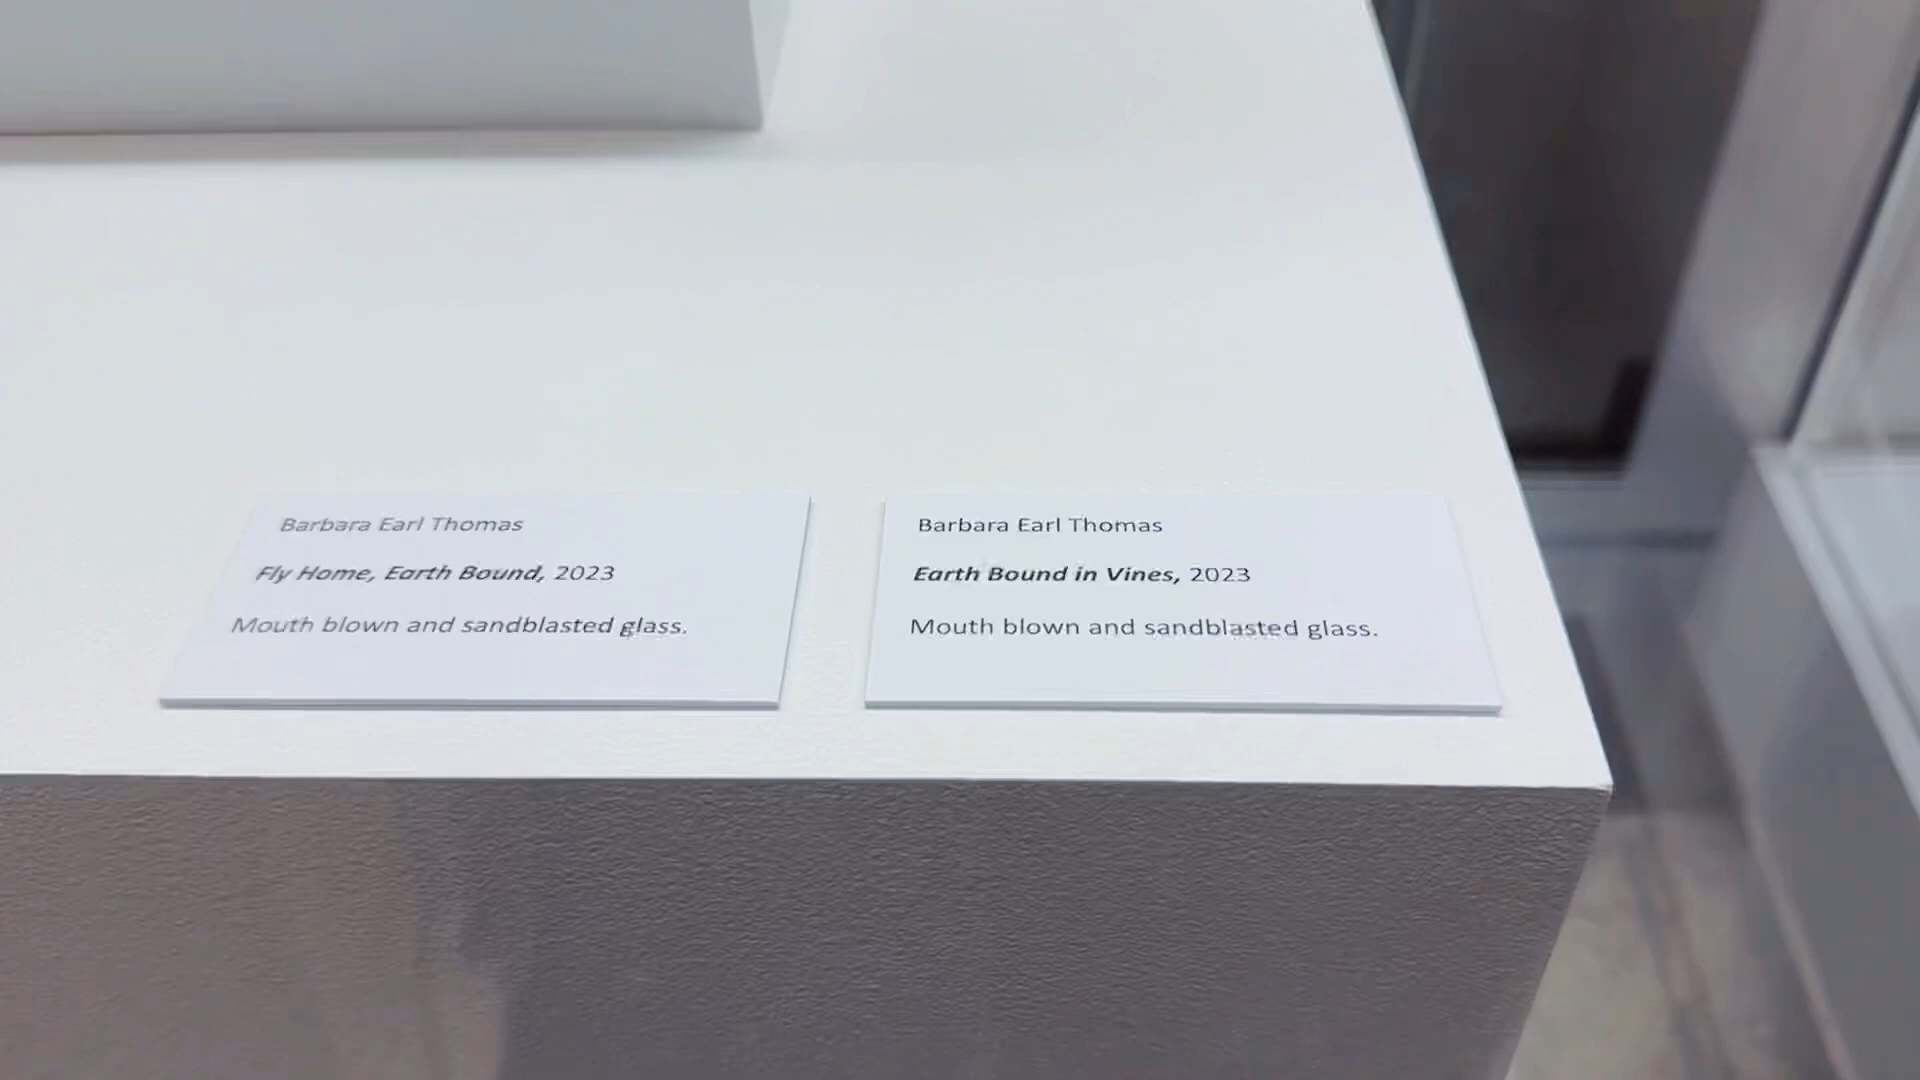 Barbara Earl Thomas
Fly Home, Earth Bound, 2023
Mouth blown and sandblasted glass.
Barbara Earl Thomas
Earth Bound in Vines, 2023
Mouth blown and sandblasted glass.